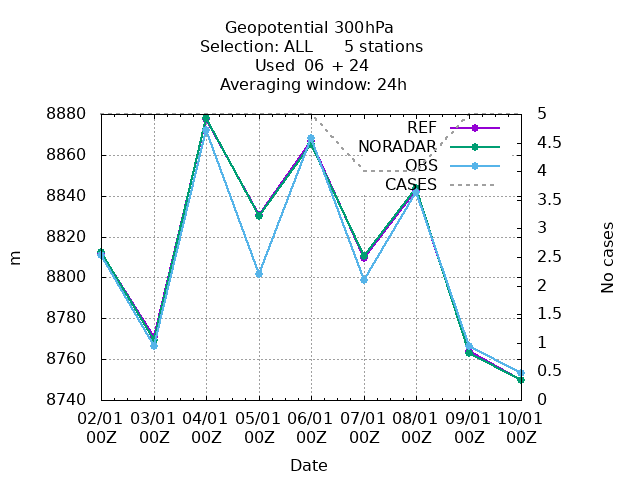 Geopotential 300hPa
Selection: ALL      5 stations
Used  06 + 24
Averaging window: 24h
8880
8860
8840
8820
8800
8780
8760
8740
m
REF
NORADAR
OBS
CASES
5
4.5
4
3.5
3
2.5
2
1.5
1
0.5
0
No cases
02/01 03/01 04/01 05/01 06/01 07/01 08/01 09/01 10/01
00Z 00Z 00Z 00Z 00Z 00Z 00Z 00Z 00Z
Date